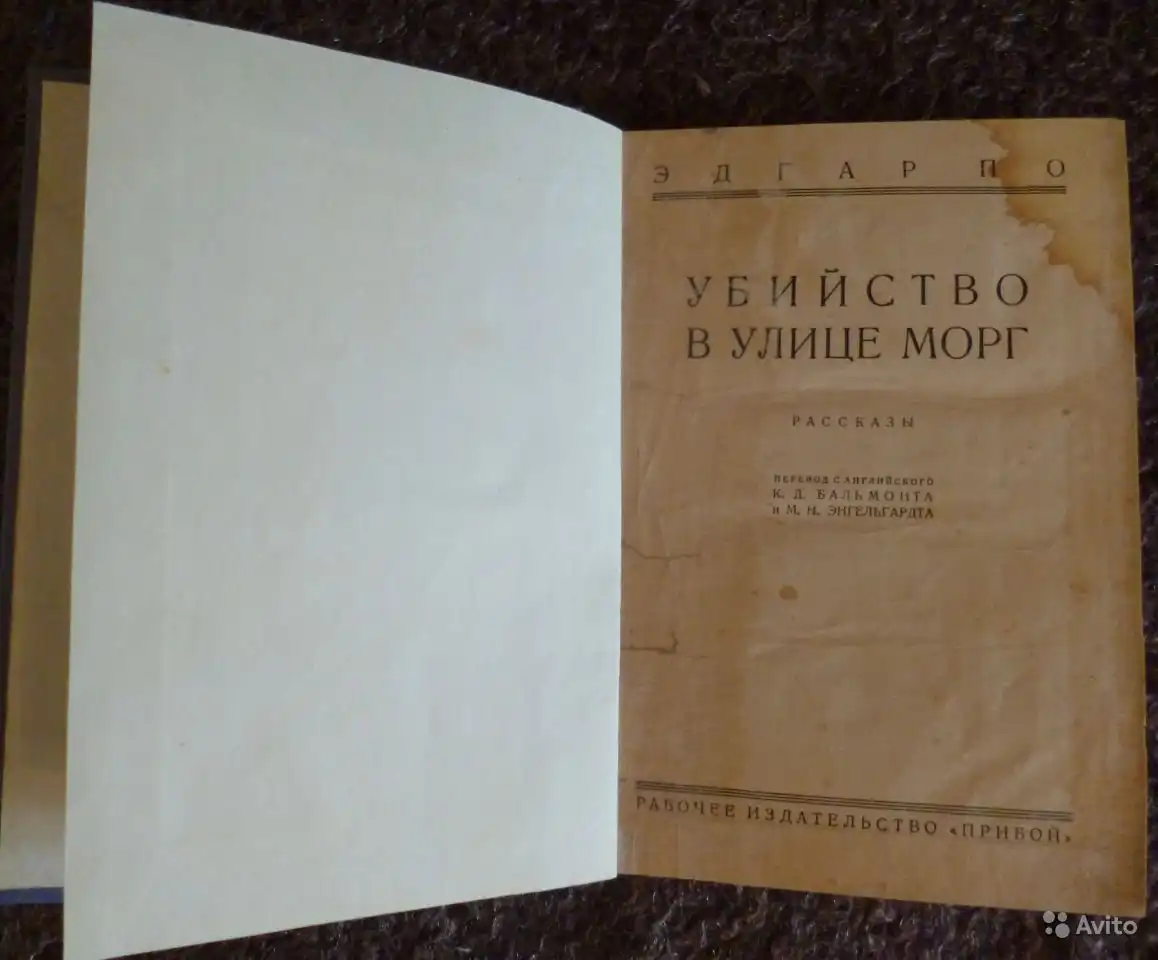 ЭДГАР ПО
УБИЙСТВО
В УЛИЦЕ МОРГ
РАССКАЗЫ
ПЕРЕВОД С АНГЛИЙСКОГО
К. Д. БАЛЬМОНТА
и М. Н. ЭНГЕЛЬГАРДТА
РАБОЧЕЕ ИЗДАТЕЛЬСТВО «ПРИБОЙ»
Avito